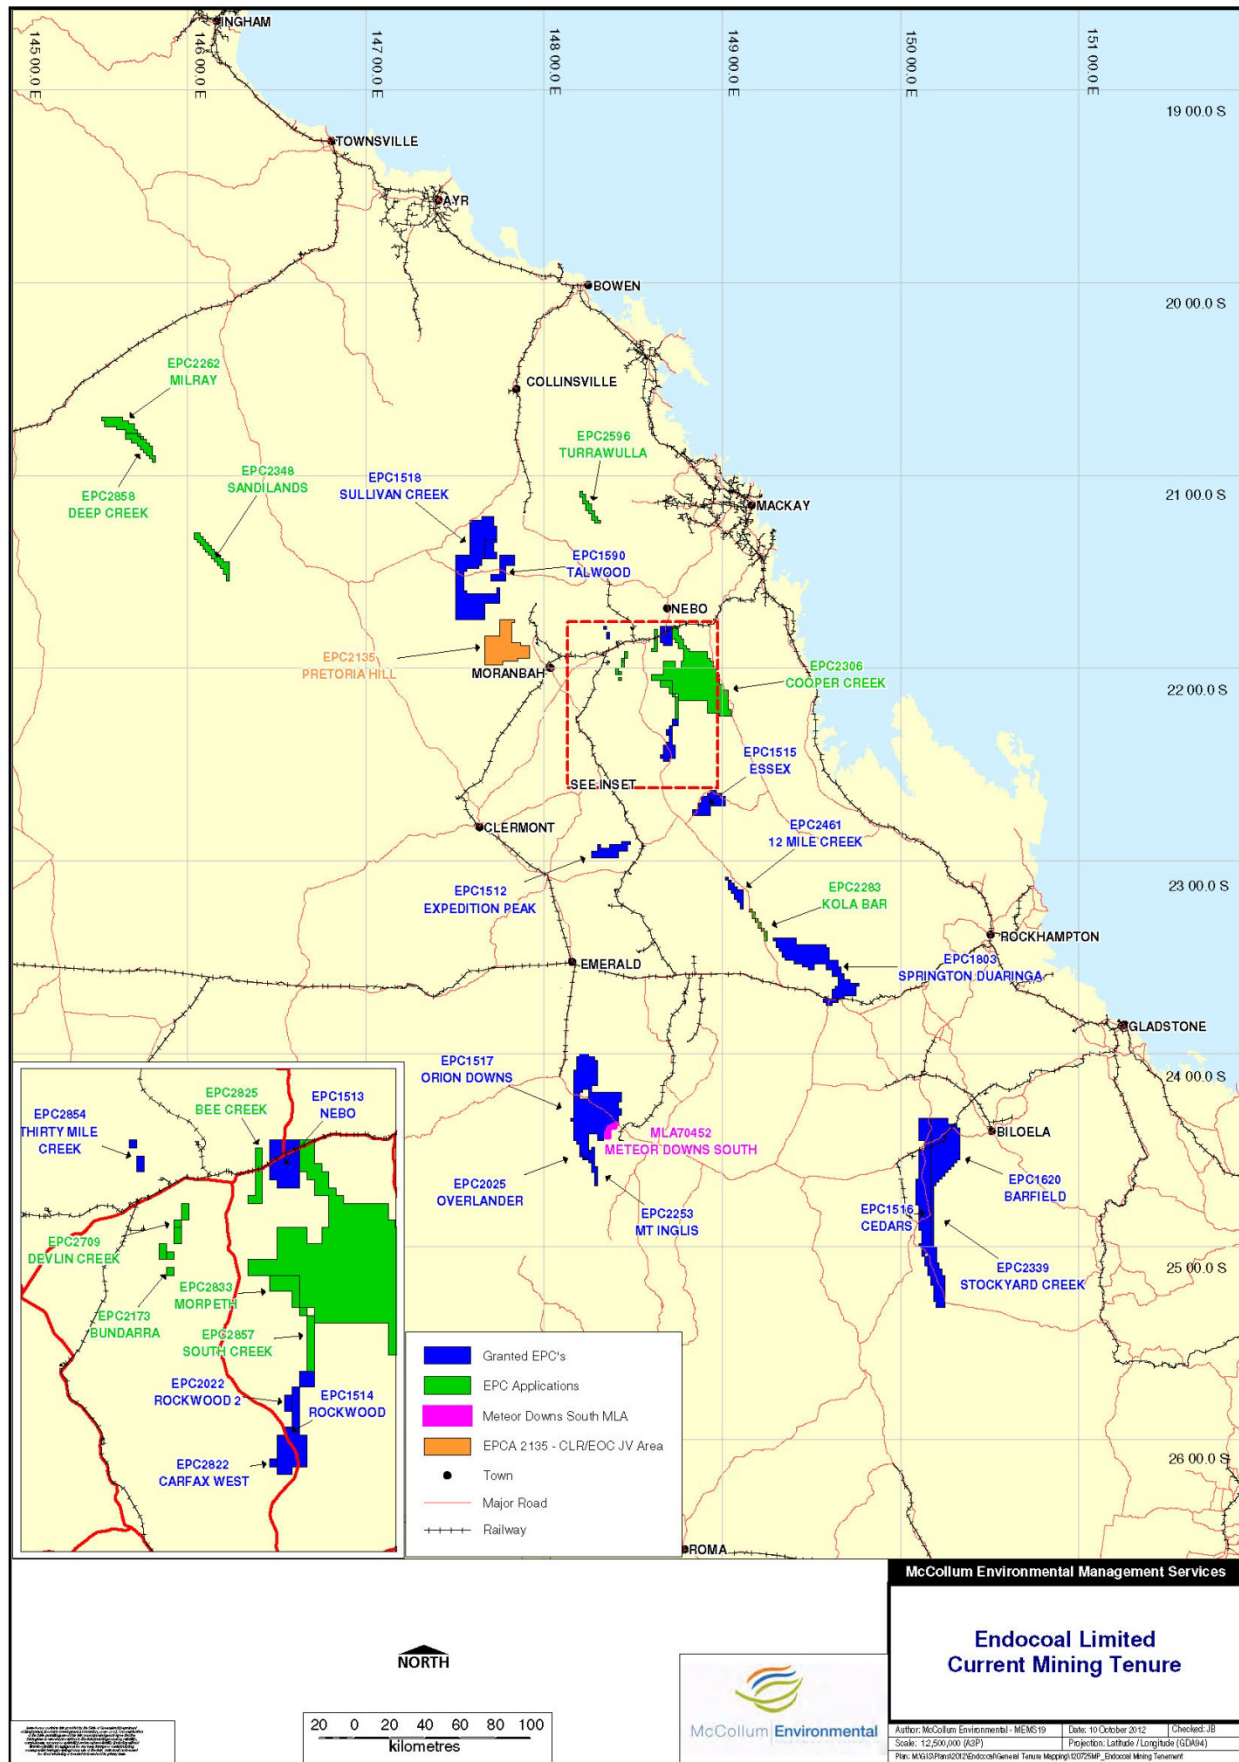 145 00.0 E
146 00.0 E
147 00.0 E
148 00.0 E
149 00.0 E
150 00.0 E
151 00.0 E
INGHAM
19 00.0 S
TOWNSVILLE
AYR
BOWEN
20 00.0 S
EPC2262
MILRAY
COLLINSVILLE
EPC2596
TURRAWULLA
EPC2348
SANDILANDS
EPC1518
SULLIVAN CREEK
EPC2858
DEEP CREEK
21 00.0 S
MACKAY
EPC1590
TALWOOD
NEBO
EPC2135
PRETORIA HILL
MORANBAH
EPC2306
COOPER CREEK
22 00.0 S
EPC1515
ESSEX
SEE INSET
CLERMONT
EPC2461
12 MILE CREEK
EPC1512
EXPEDITION PEAK
EPC2283
KOLA BAR
23 00.0 S
ROCKHAMPTON
EMERALD
EPC1803
SPRINGTON DUARINGA
GLADSTONE
EPC1517
ORION DOWNS
24 00.0 S
MLA70452
METEOR DOWNS SOUTH
BILOELA
EPC2025
OVERLANDER
EPC1620
BARFIELD
EPC2253
MT INGLIS
EPC1516
CEDARS
EPC2339
STOCKYARD CREEK
25 00.0 S
EPC2825
BEE CREEK
EPC1513
NEBO
EPC2854
THIRTY MILE
CREEK
EPC2709
DEVLIN CREEK
EPC2833
MORPETH
EPC2173
BUNDARRA
EPC2857
SOUTH CREEK
EPC2022
ROCKWOOD 2
EPC1514
ROCKWOOD
EPC2822
CARFAX WEST
Granted EPC's
EPC Applications
Meteor Downs South MLA
EPCA 2135 - CLR/EOC JV Area
Town
Major Road
Railway
26 00.0 S
ROMA
McCollum Environmental Management Services
Endocoal Limited
Current Mining Tenure
NORTH
20 0 20 40 60 80 100
kilometres
McCollum Environmental
Author: McCollum Environmental - MEMS19
Date: 10 October 2012
Checked: JB
Scale: 1:2,500,000 (A3P)
Projection: Latitude / Longitude (GDA94)